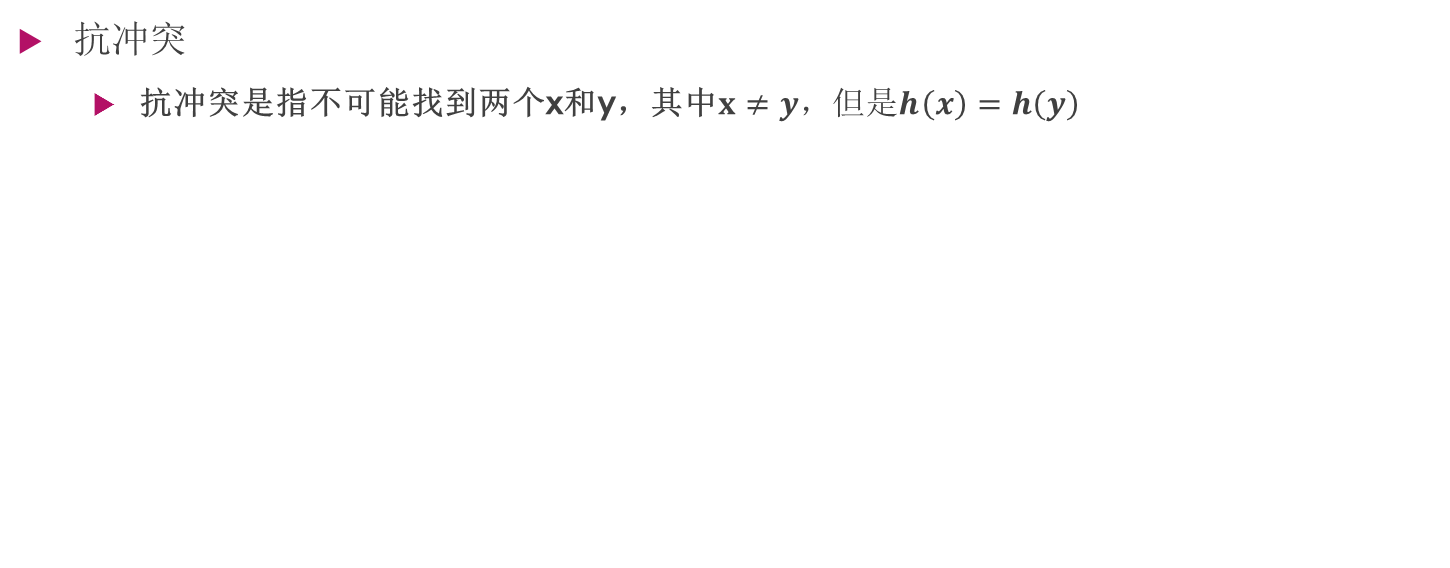 抗冲突
抗冲突是指不可能找到两个x和y，其中x ≠ y，但是h(x) = h(y)